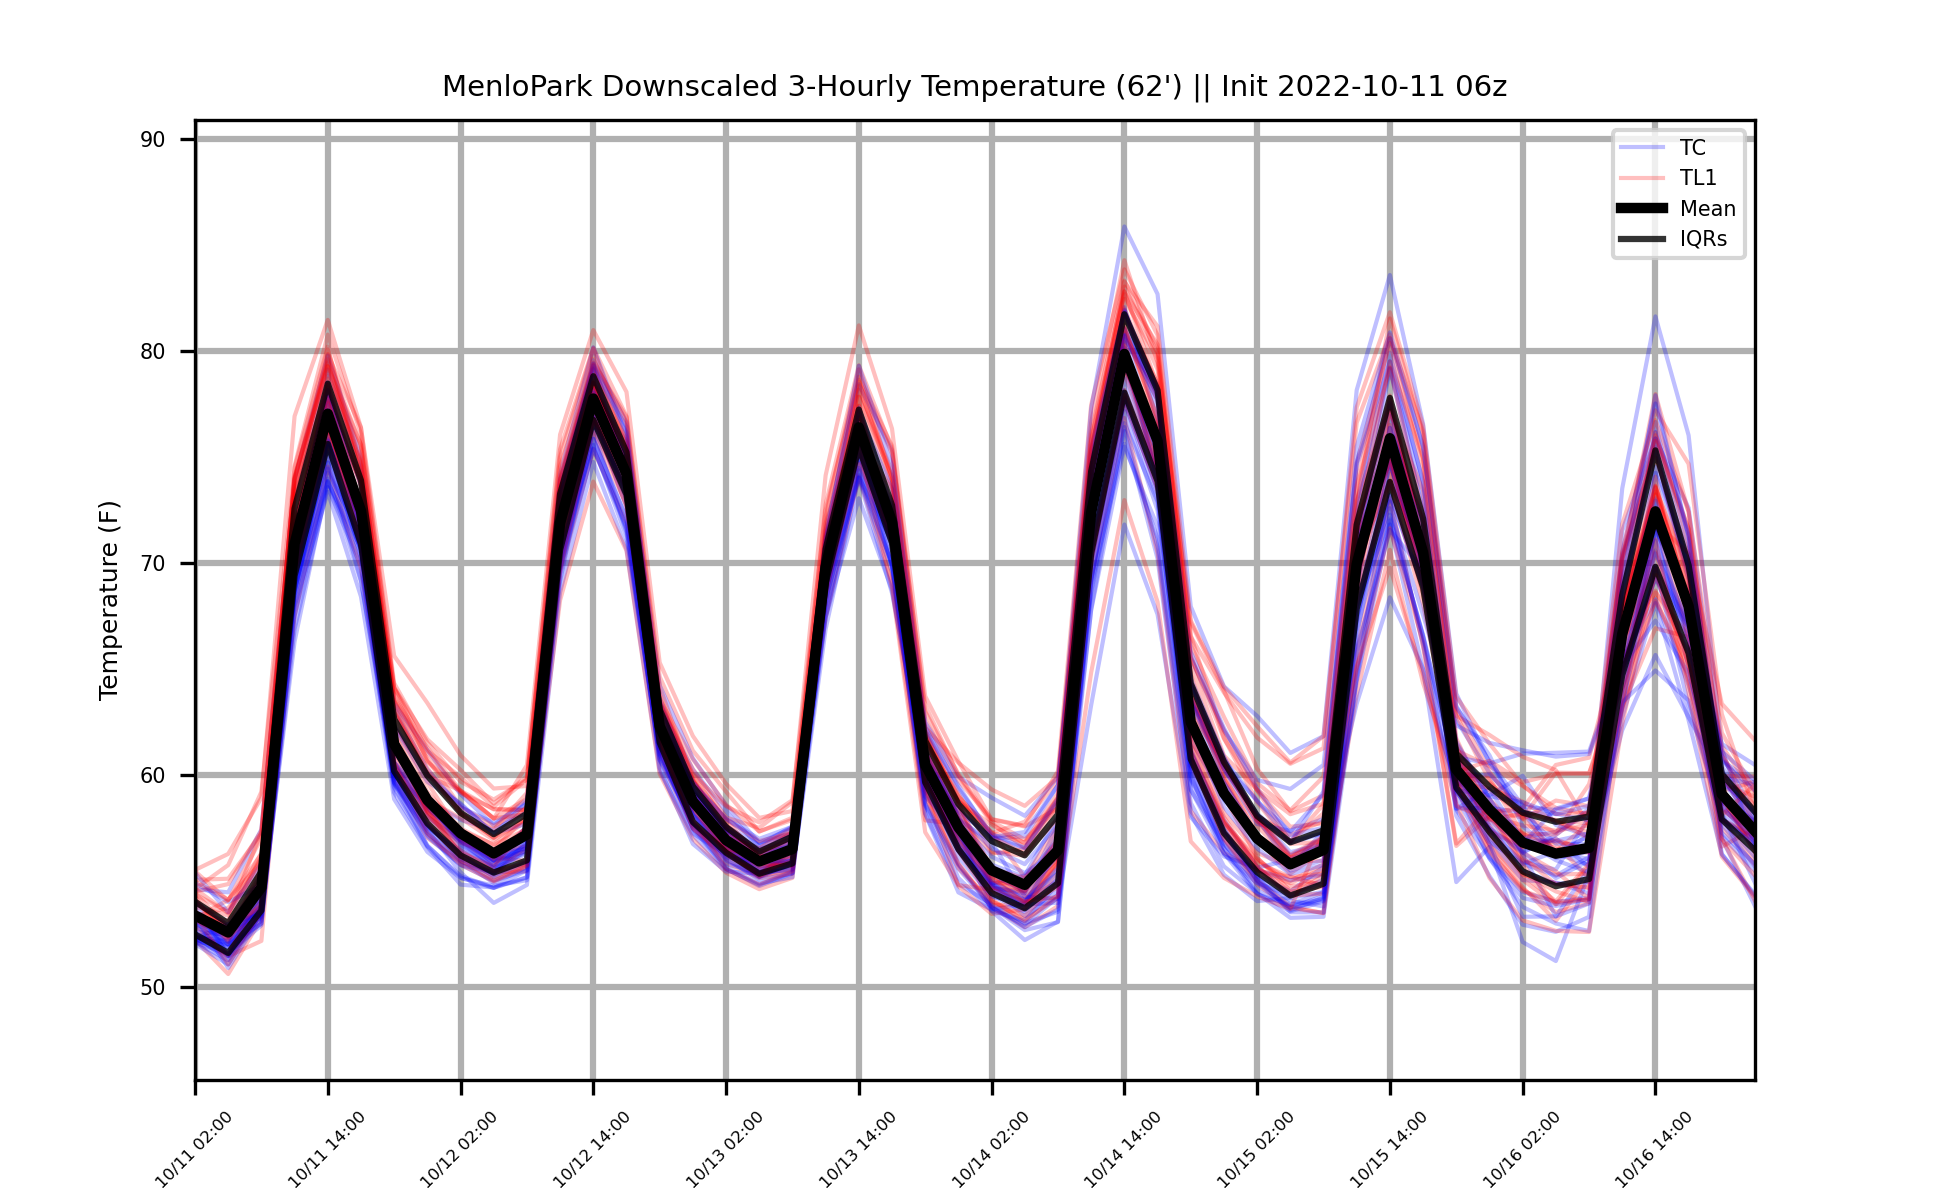 MenloPark Downscaled 3-Hourly Temperature (62') || Init 2022-10-11 06z
TC
TL1
Mean
IQRs
Temperature (F)
90
80
70
60
50
10/11 02:00
10/11 14:00
10/12 02:00
10/12 14:00
10/13 02:00
10/13 14:00
10/14 02:00
10/14 14:00
10/15 02:00
10/15 14:00
10/16 02:00
10/16 14:00